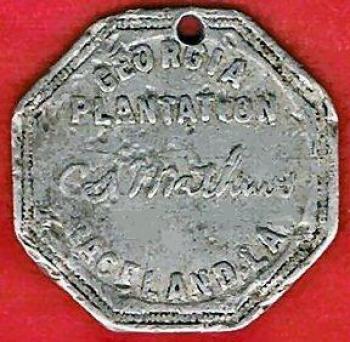 GEORGIA
PLANTATION
C S Mathews
RACELAND, LA.